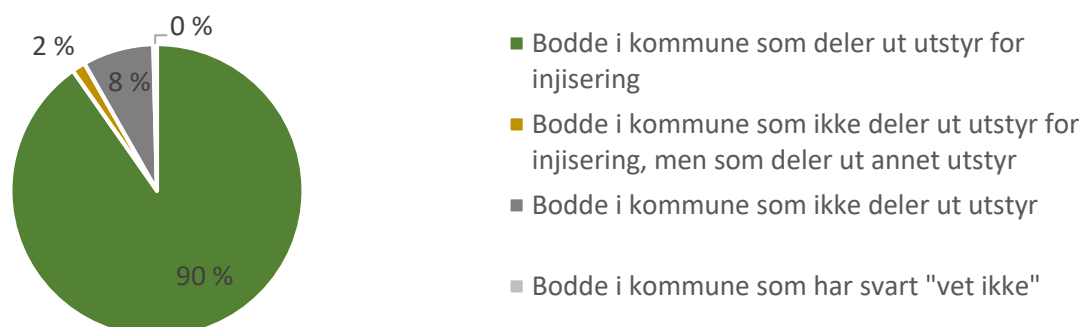 0 %
2 %
8 %
90 %
Bodde i kommune som deler ut utstyr for
injisering
Bodde i kommune som ikke deler ut utstyr for
injisering, men som deler ut annet utstyr
Bodde i kommune som ikke deler ut utstyr
Bodde i kommune som har svart "vet ikke"